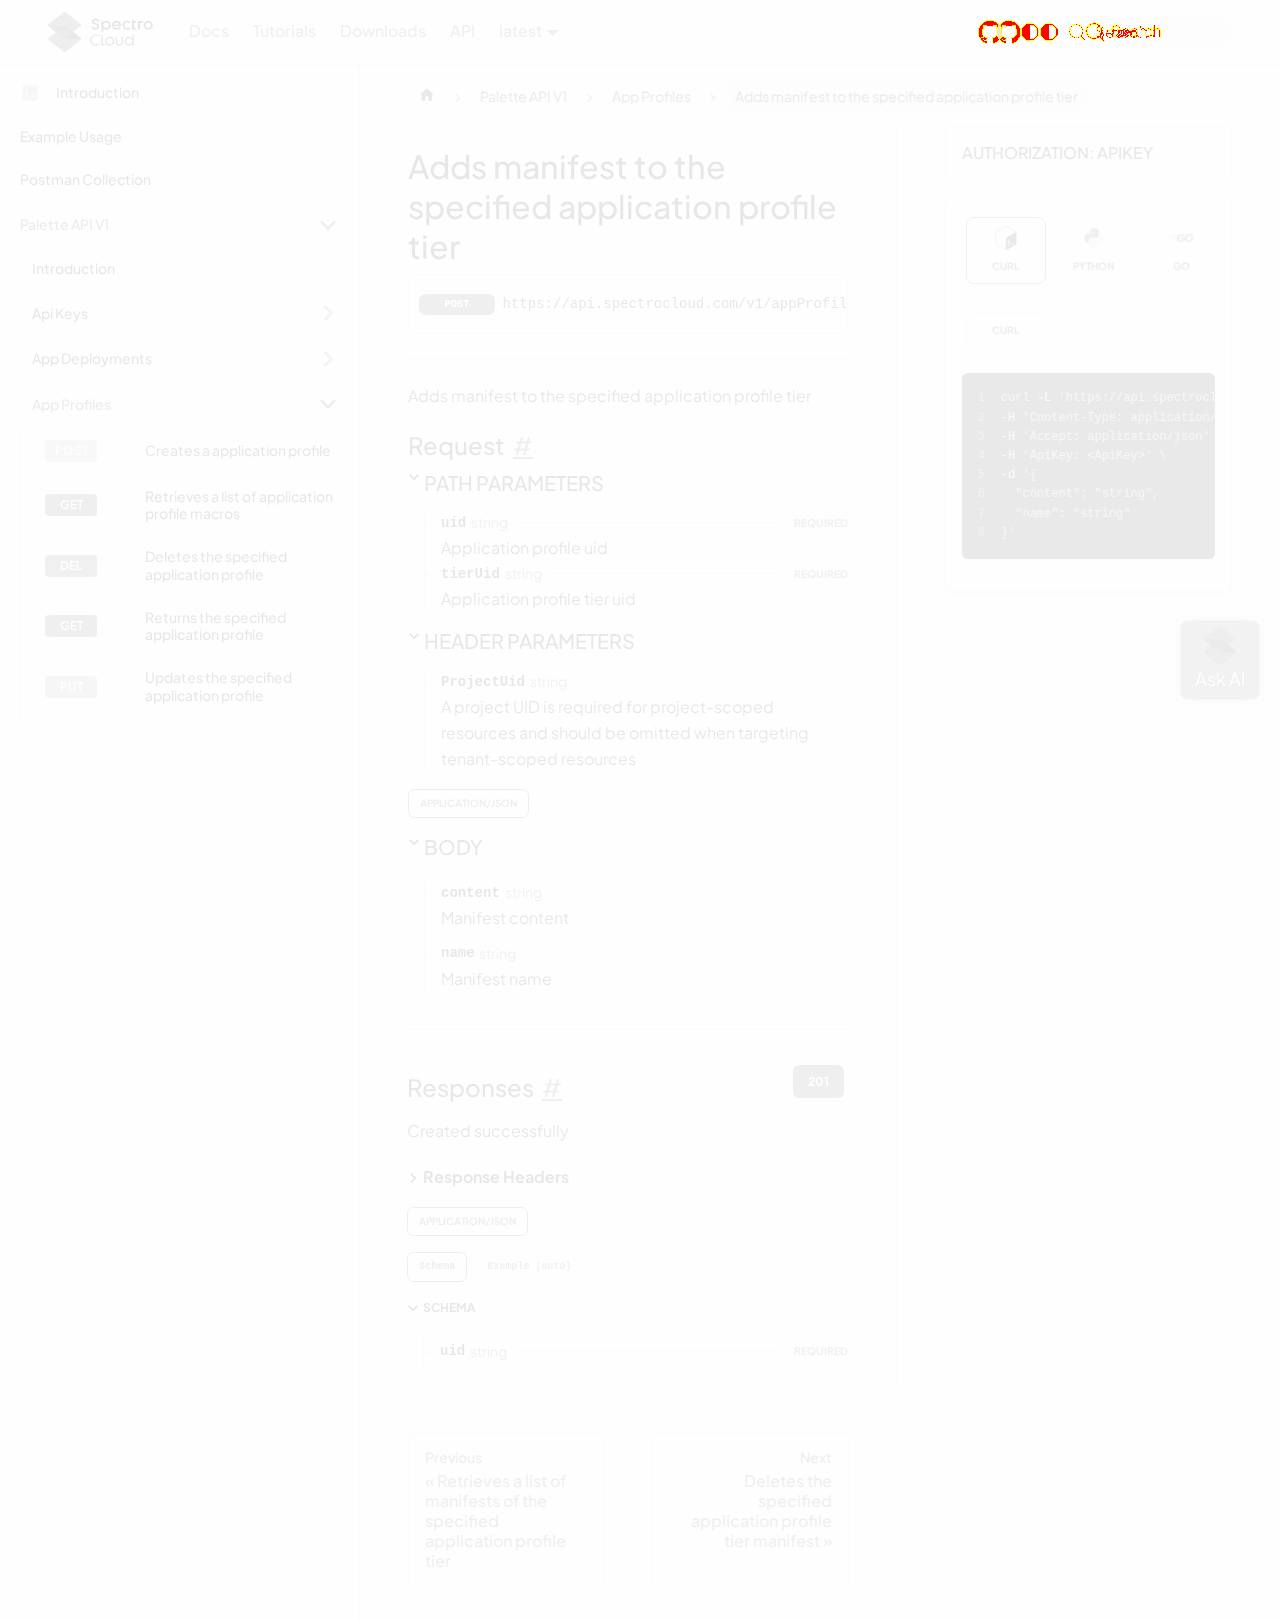 Spectro Cloud
Docs Tutorials Downloads API latest
Introduction
Example Usage
Postman Collection
Palette API V1
Introduction
Api Keys
App Deployments
App Profiles
POST Creates a application profile
GET Retrieves a list of application profile macros
DEL Deletes the specified application profile
GET Returns the specified application profile
PUT Updates the specified application profile
Palette API V1 App Profiles Adds manifest to the specified application profile tier
Adds manifest to the
specified application profile
tier
POST https://api.spectrocloud.com/v1/appProfil
Adds manifest to the specified application profile tier
Request #
PATH PARAMETERS
uid string REQUIRED
Application profile uid
tierUid string REQUIRED
Application profile tier uid
HEADER PARAMETERS
ProjectUid string
A project UID is required for project-scoped
resources and should be omitted when targeting
tenant-scoped resources
APPLICATION/JSON
BODY
content string
Manifest content
name string
Manifest name
Responses #
201
Created successfully
Response Headers
APPLICATION/JSON
Schema Example (auto)
SCHEMA
uid string REQUIRED
Previous
« Retrieves a list of
manifests of the
specified
application profile
tier
Next
Deletes the
specified
application profile
tier manifest »
AUTHORIZATION: APIKEY
CURL PYTHON GO
CURL
1 curl -L 'https://api.spectrocl
2 -H 'Content-Type: application/
3 -H 'Accept: application/json'
4 -H 'ApiKey: <ApiKey>' \
5 -d '{
6 "content": "string",
7 "name": "string"
8 }'
Ask AI